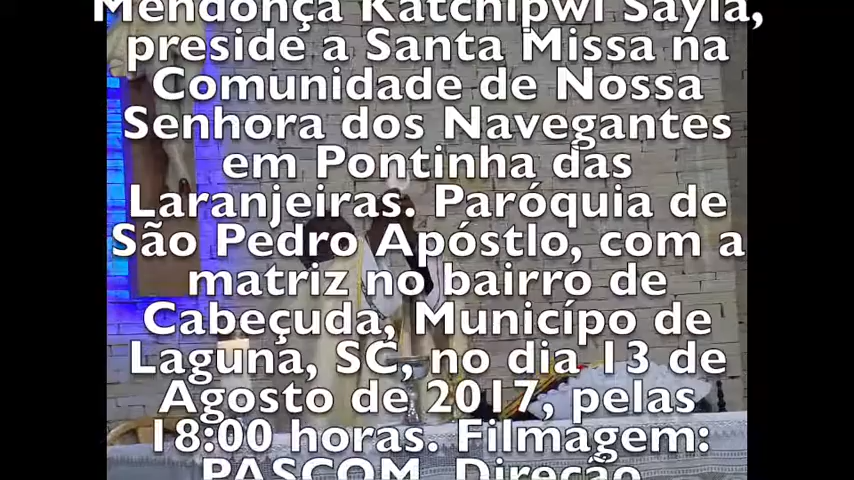 Mendonça Katchipwi Sayla,
preside a Santa Missa na
Comunidade de Nossa
Senhora dos Navegantes
em Pontinha das
Laranjeiras. Paróquia de
São Pedro Apóstlo, com a
matriz no bairro de
Cabeçuda, Municípo de
Laguna, SC, no dia 13 de
Agosto de 2017, pelas
18:00 horas. Filmagem:
PASCOM, Direção